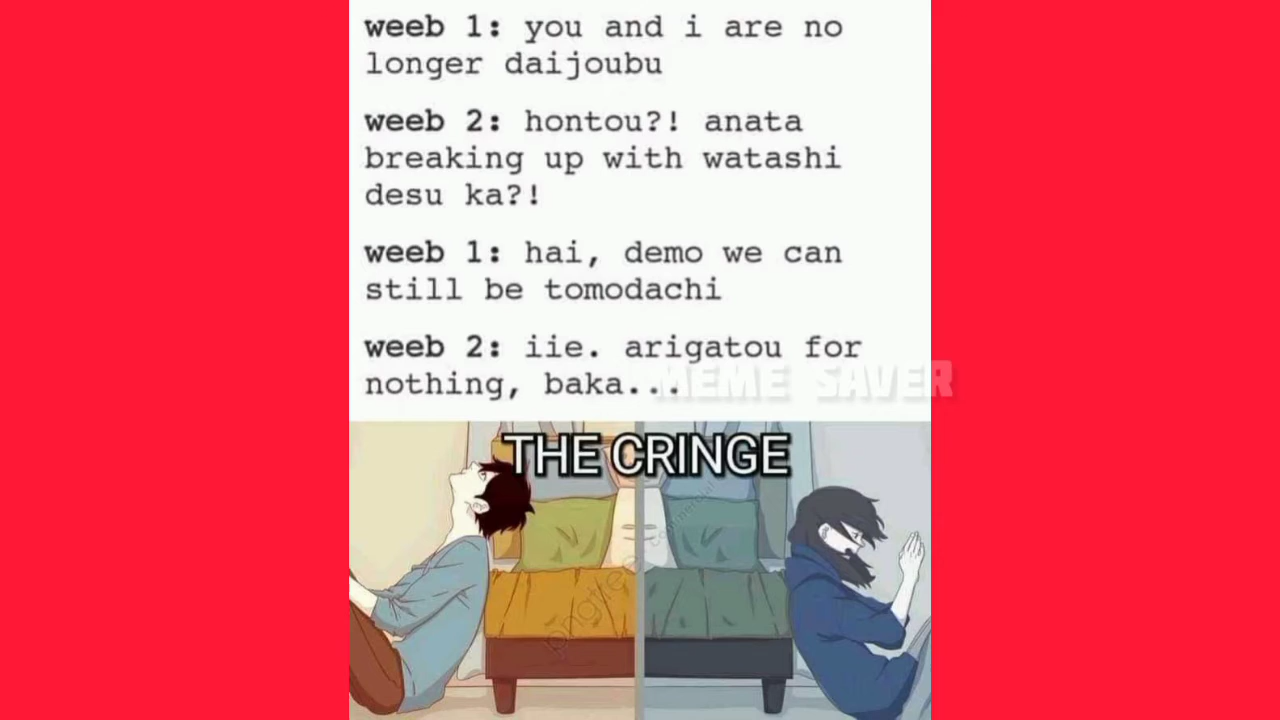 weeb 1: you and i are no
longer daijoubu
weeb 2: hontou?! anata
breaking up with watashi
desu ka?!
weeb 1: hai, demo we can
still be tomodachi
weeb 2: iie. arigatou for
nothing, baka...
MEME SAVER
THE CRINGE
commercial
pngtree